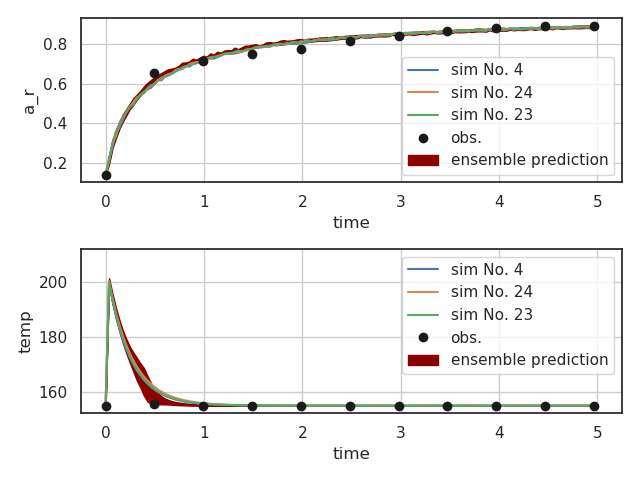 0.8
0.6
0.4
0.2
a_r
sim No. 4
sim No. 24
sim No. 23
obs.
ensemble prediction
0 1 2 3 4 5
time
200
180
160
temp
sim No. 4
sim No. 24
sim No. 23
obs.
ensemble prediction
0 1 2 3 4 5
time